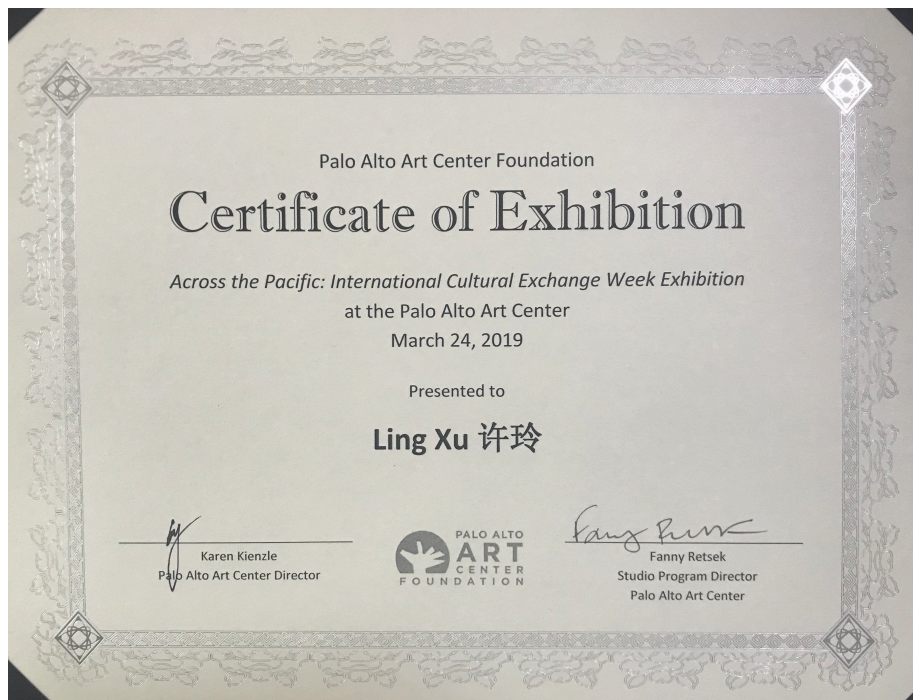 Palo Alto Art Center Foundation
Certificate of Exhibition
Across the Pacific: International Cultural Exchange Week Exhibition
at the Palo Alto Art Center
March 24, 2019
Presented to
Ling Xu 许玲
Karen Kienzle
Palo Alto Art Center Director
PALO ALTO
ART
CENTER
FOUNDATION
Fanny Retsek
Fanny Retsek
Studio Program Director
Palo Alto Art Center